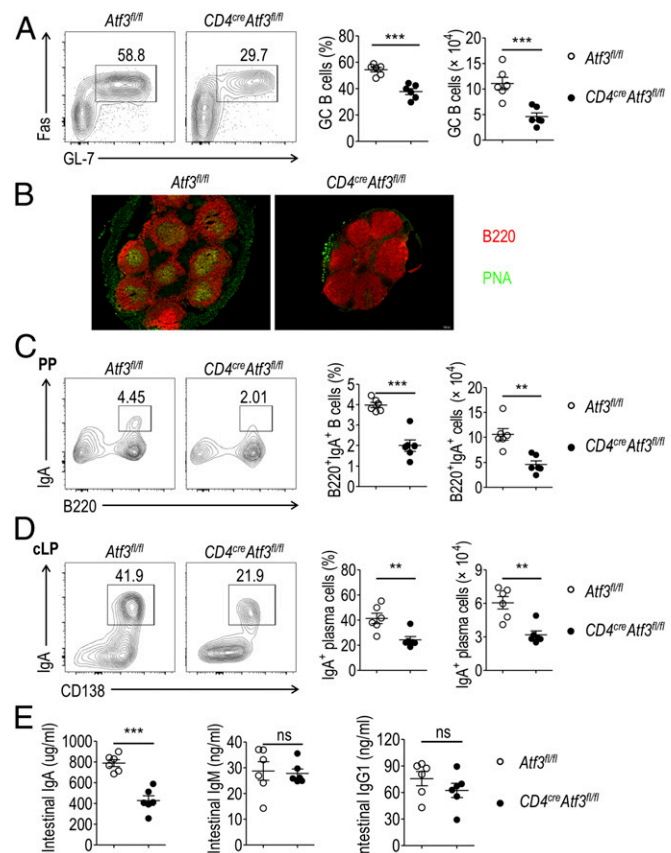 A
Atf3fl/fl
CD4creAtf3fl/fl
58.8
29.7
Fas
GL-7
GC B cells (%)
80
60
40
20
0
***
GC B cells (× 10⁴)
20
15
10
5
0
***
Atf3fl/fl
CD4creAtf3fl/fl
B
Atf3fl/fl
CD4creAtf3fl/fl
B220
PNA
C
PP
Atf3fl/fl
CD4creAtf3fl/fl
4.45
2.01
IgA
B220
B220⁺IgA⁺ B cells (%)
5
4
3
2
1
0
***
B220⁺IgA⁺ cells (× 10⁴)
20
15
10
5
0
**
Atf3fl/fl
CD4creAtf3fl/fl
D
cLP
Atf3fl/fl
CD4creAtf3fl/fl
41.9
21.9
IgA
CD138
IgA⁺ plasma cells (%)
80
60
40
20
0
**
IgA⁺ plasma cells (× 10⁴)
9
6
3
0
**
Atf3fl/fl
CD4creAtf3fl/fl
E
Intestinal IgA (ug/ml)
1000
800
600
400
200
0
***
Intestinal IgM (ng/ml)
40
30
20
10
0
ns
Intestinal IgG1 (ng/ml)
120
90
60
30
0
ns
Atf3fl/fl
CD4creAtf3fl/fl